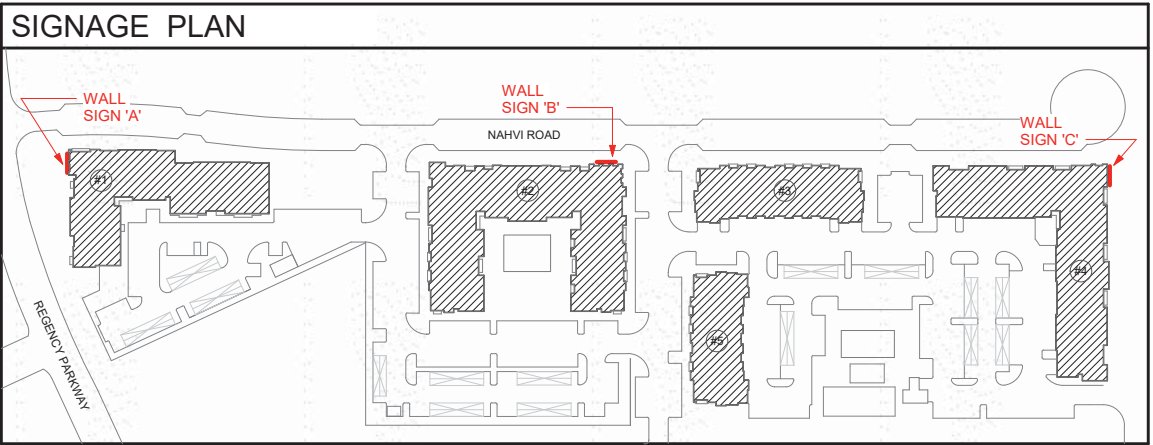 SIGNAGE PLAN
WALL
SIGN 'A'
WALL
SIGN 'B'
NAHVI ROAD
WALL
SIGN 'C'
#1
#2
#3
#4
#5
REGENCY PARKWAY